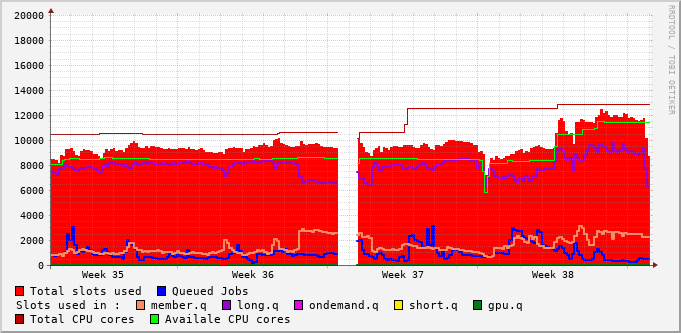 20000
18000
16000
14000
12000
10000
8000
6000
4000
2000
0
Week 35 Week 36 Week 37 Week 38
RRDTOOL / TOBI OETIKER
Total slots used Queued Jobs
Slots used in : member.q long.q ondemand.q short.q gpu.q
Total CPU cores Availale CPU cores